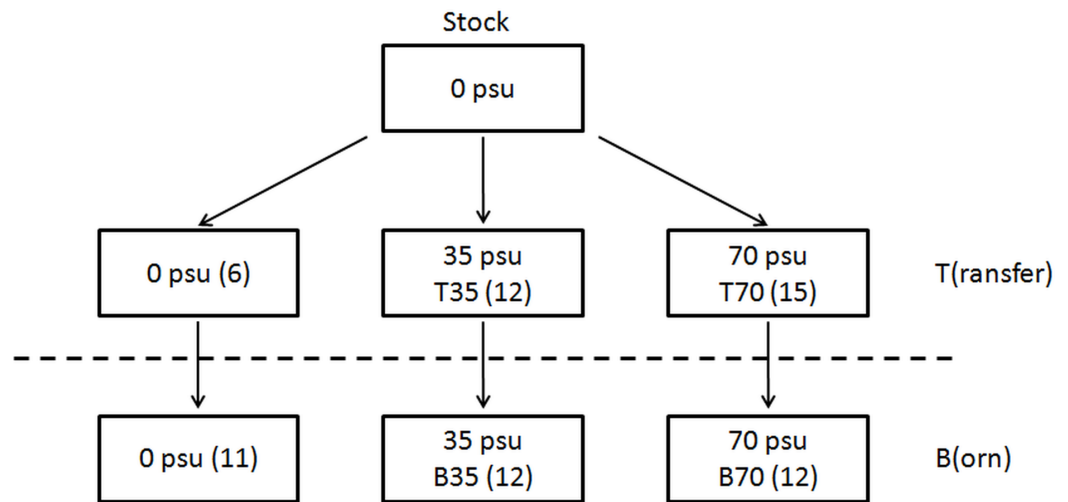 Stock
0 psu
0 psu (6)
35 psu
T35 (12)
70 psu
T70 (15)
T(ransfer)
0 psu (11)
35 psu
B35 (12)
70 psu
B70 (12)
B(orn)